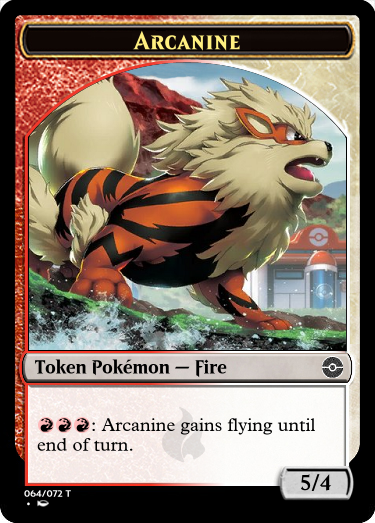 Arcanine
Token Pokémon — Fire
: Arcanine gains flying until
end of turn.
5/4
064/072 T